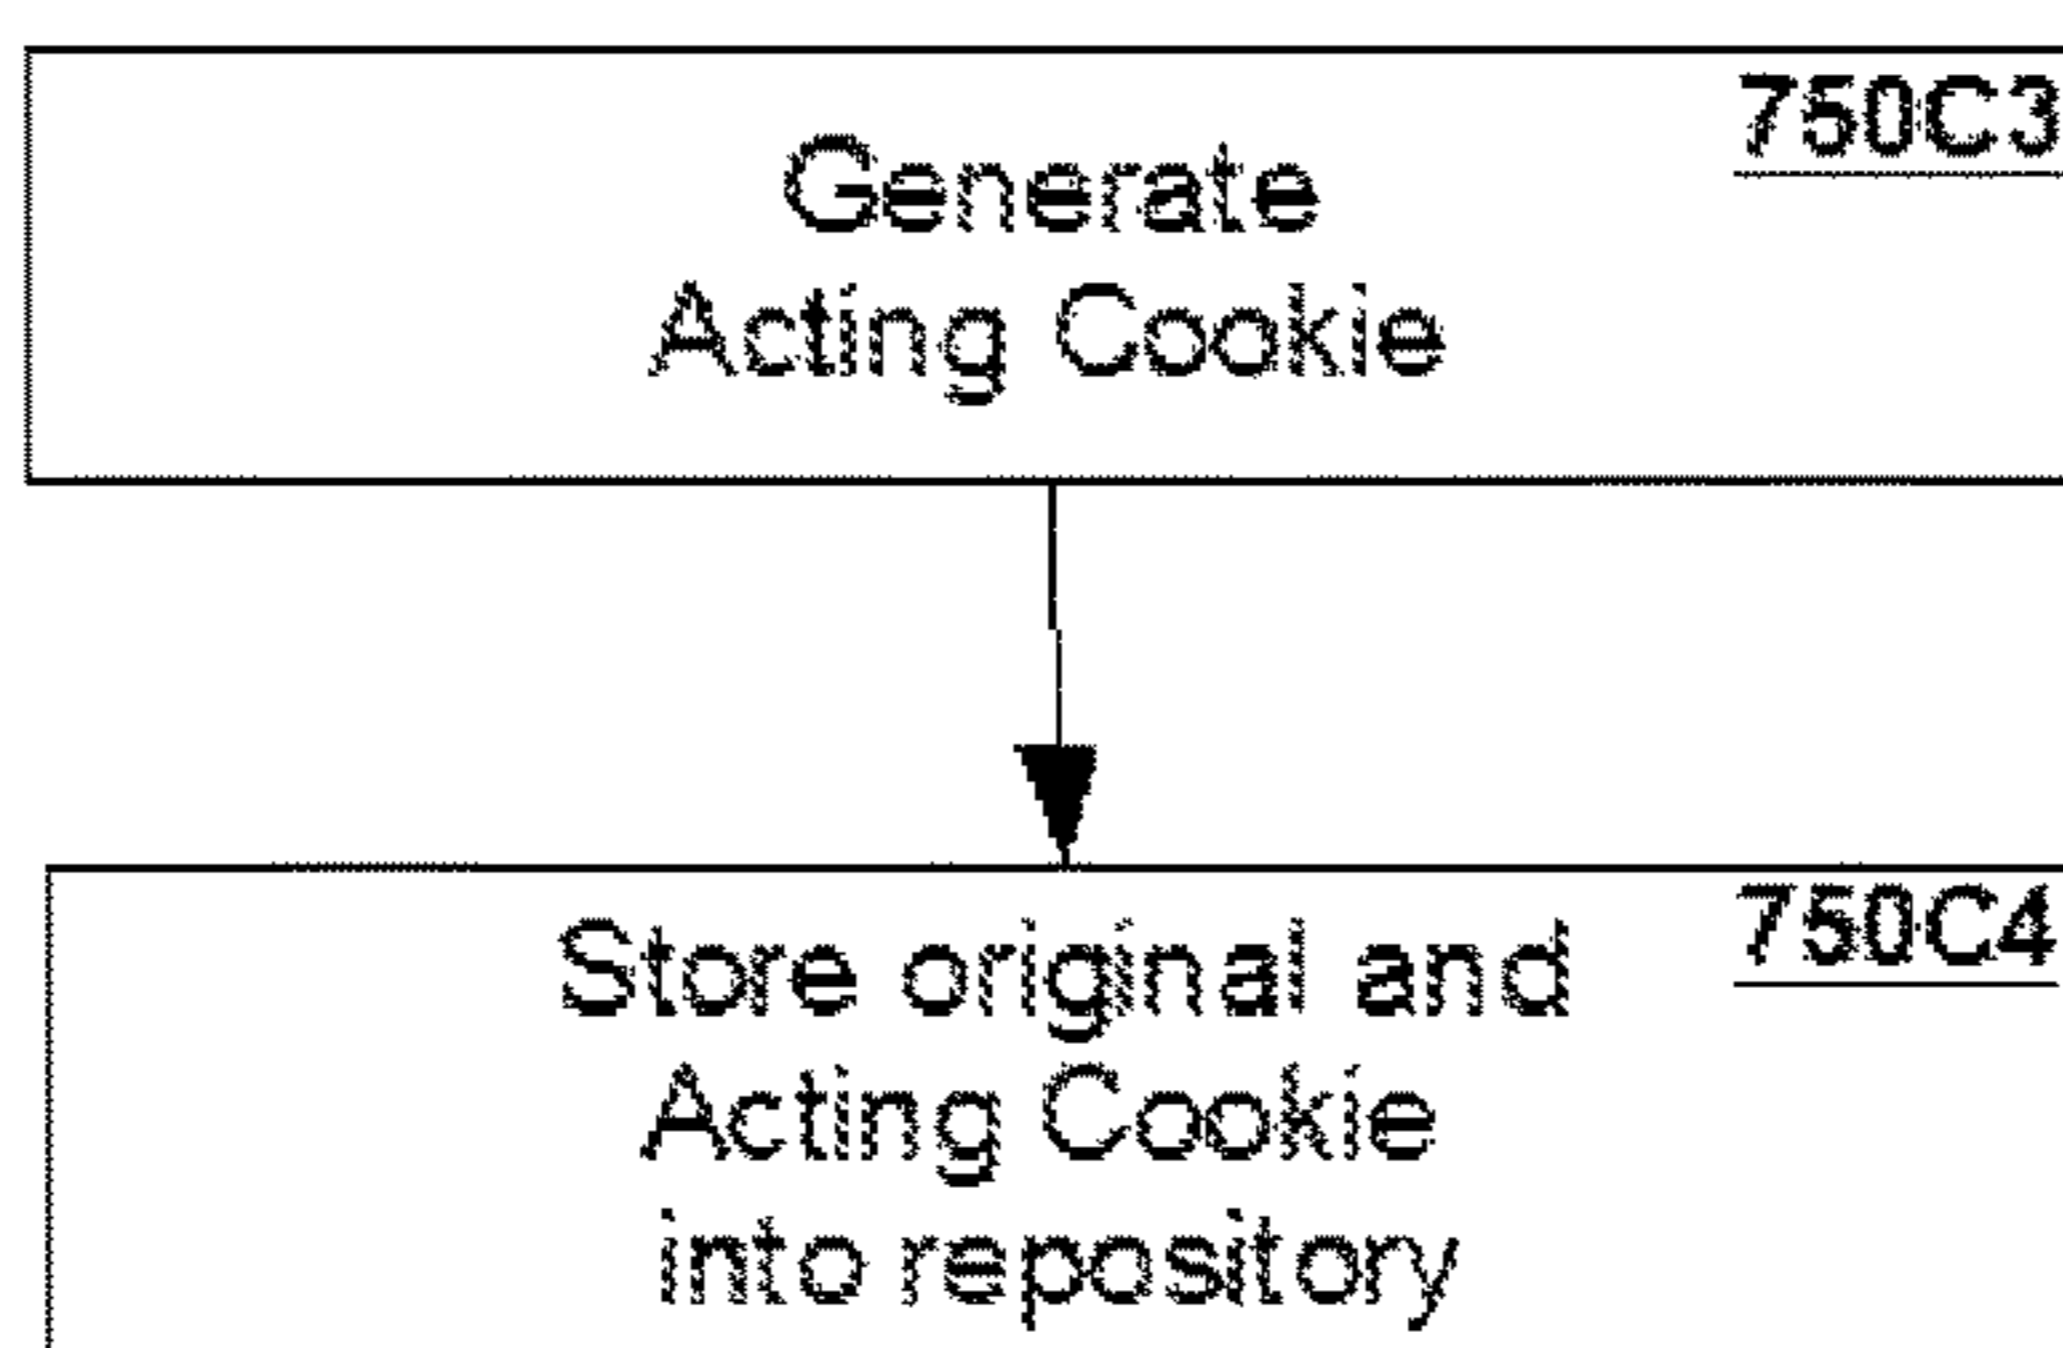 750C3
Generate
Acting Cookie
750C4
Store original and
Acting Cookie
into repository